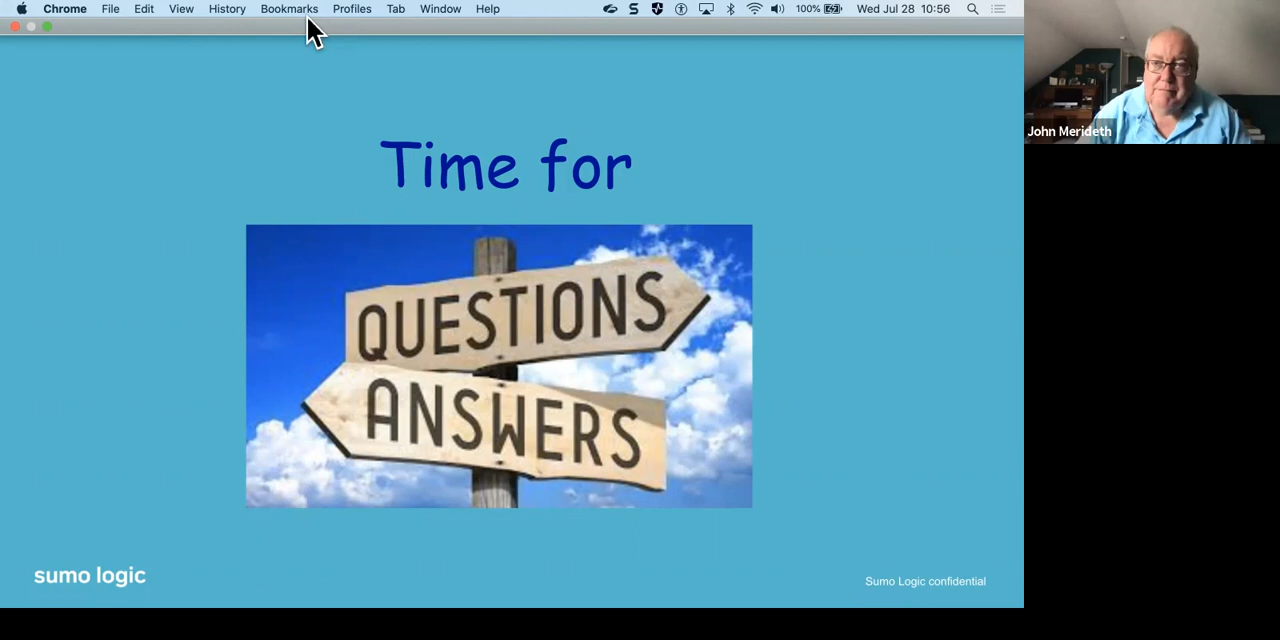 Chrome File Edit View History Bookmarks Profiles Tab Window Help 100% Wed Jul 28 10:56
John Merideth
Time for
QUESTIONS
ANSWERS
sumo logic
Sumo Logic confidential